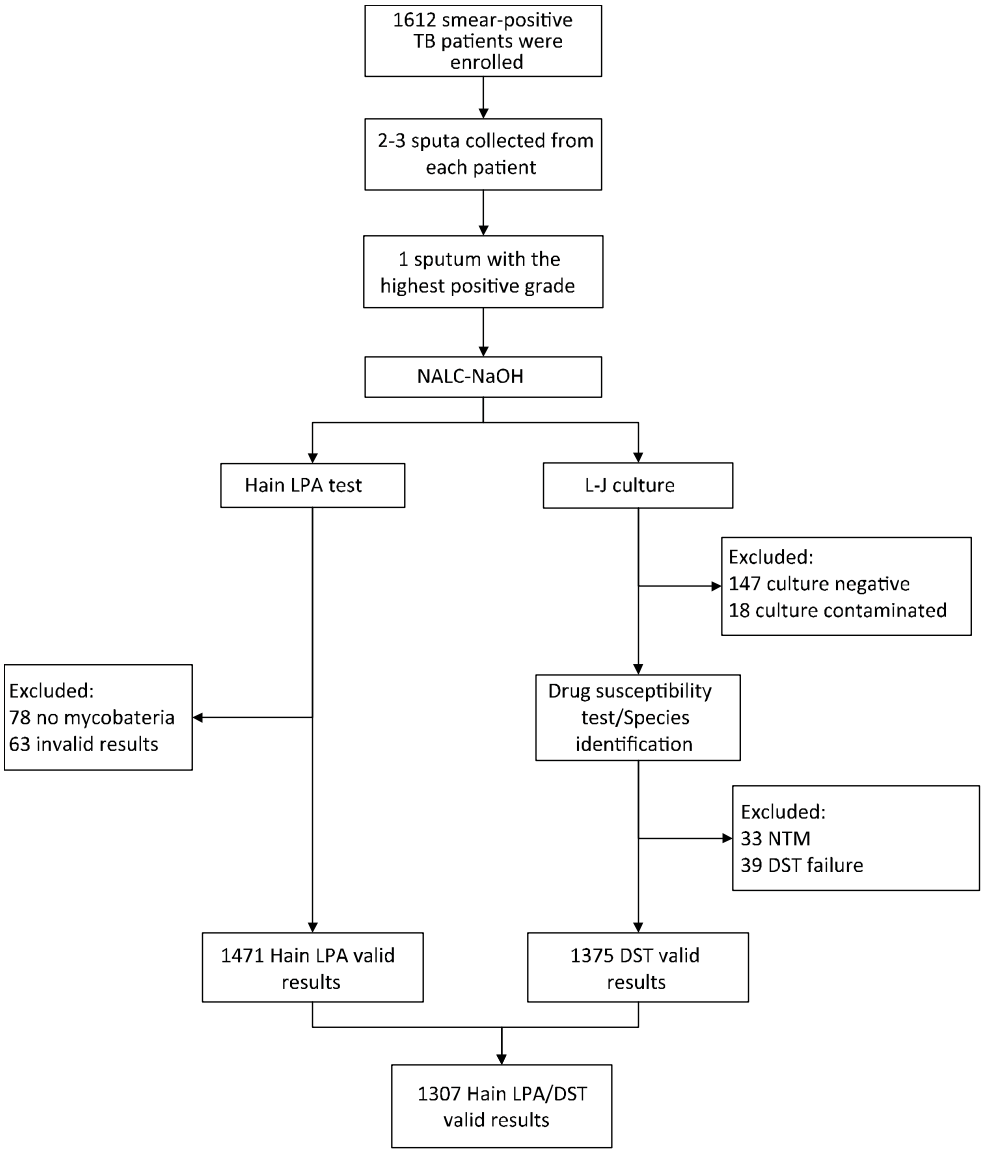 1612 smear-positive
TB patients were
enrolled
2-3 sputa collected from
each patient
1 sputum with the
highest positive grade
NALC-NaOH
Hain LPA test
L-J culture
Excluded:
147 culture negative
18 culture contaminated
Excluded:
78 no mycobateria
63 invalid results
Drug susceptibility
test/Species
identification
Excluded:
33 NTM
39 DST failure
1471 Hain LPA valid
results
1375 DST valid
results
1307 Hain LPA/DST
valid results